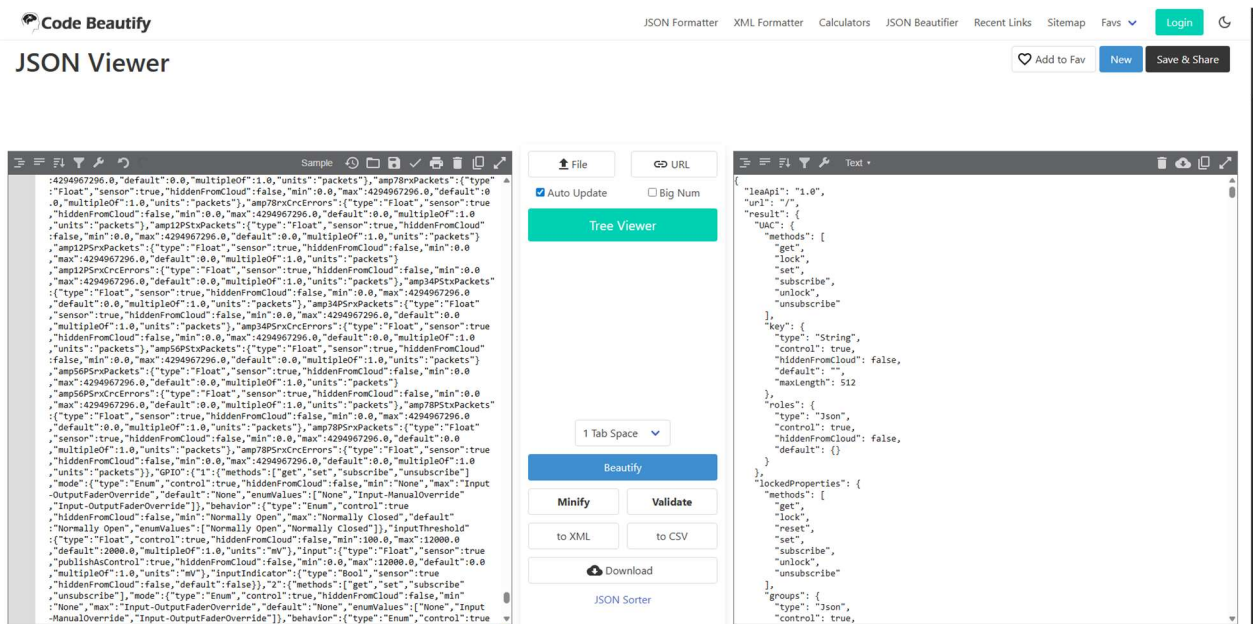 Code Beautify
JSON Formatter XML Formatter Calculators JSON Beautifier Recent Links Sitemap Favs Login
JSON Viewer
Add to Fav New Save & Share
Sample
:4294967296.0,"default":0.0,"multipleOf":1.0,"units":"packets"},"amp78rxPackets":{"type"
:"Float","sensor":true,"hiddenFromCloud":false,"min":0.0,"max":4294967296.0,"default":0
.0,"multipleOf":1.0,"units":"packets"},"amp78rxCrcErrors":{"type":"Float","sensor":true
,"hiddenFromCloud":false,"min":0.0,"max":4294967296.0,"default":0.0,"multipleOf":1.0
,"units":"packets"},"amp12PStxPackets":{"type":"Float","sensor":true,"hiddenFromCloud"
:false,"min":0.0,"max":4294967296.0,"default":0.0,"multipleOf":1.0,"units":"packets"}
,"amp12PSrxPackets":{"type":"Float","sensor":true,"hiddenFromCloud":false,"min":0.0
,"max":4294967296.0,"default":0.0,"multipleOf":1.0,"units":"packets"}
,"amp12PSrxCrcErrors":{"type":"Float","sensor":true,"hiddenFromCloud":false,"min":0.0
,"max":4294967296.0,"default":0.0,"multipleOf":1.0,"units":"packets"},"amp34PStxPackets"
:{"type":"Float","sensor":true,"hiddenFromCloud":false,"min":0.0,"max":4294967296.0
,"default":0.0,"multipleOf":1.0,"units":"packets"},"amp34PSrxPackets":{"type":"Float"
,"sensor":true,"hiddenFromCloud":false,"min":0.0,"max":4294967296.0,"default":0.0
,"multipleOf":1.0,"units":"packets"},"amp34PSrxCrcErrors":{"type":"Float","sensor":true
,"hiddenFromCloud":false,"min":0.0,"max":4294967296.0,"default":0.0,"multipleOf":1.0
,"units":"packets"},"amp56PStxPackets":{"type":"Float","sensor":true,"hiddenFromCloud"
:false,"min":0.0,"max":4294967296.0,"default":0.0,"multipleOf":1.0,"units":"packets"}
,"amp56PSrxPackets":{"type":"Float","sensor":true,"hiddenFromCloud":false,"min":0.0
,"max":4294967296.0,"default":0.0,"multipleOf":1.0,"units":"packets"}
,"amp56PSrxCrcErrors":{"type":"Float","sensor":true,"hiddenFromCloud":false,"min":0.0
,"max":4294967296.0,"default":0.0,"multipleOf":1.0,"units":"packets"},"amp78PStxPackets"
:{"type":"Float","sensor":true,"hiddenFromCloud":false,"min":0.0,"max":4294967296.0
,"default":0.0,"multipleOf":1.0,"units":"packets"},"amp78PSrxPackets":{"type":"Float"
,"sensor":true,"hiddenFromCloud":false,"min":0.0,"max":4294967296.0,"default":0.0
,"multipleOf":1.0,"units":"packets"},"amp78PSrxCrcErrors":{"type":"Float","sensor":true
,"hiddenFromCloud":false,"min":0.0,"max":4294967296.0,"default":0.0,"multipleOf":1.0
,"units":"packets"}},"GPIO":{"1":{"methods":["get","set","subscribe","unsubscribe"]
,"mode":{"type":"Enum","control":true,"hiddenFromCloud":false,"min":"None","max":"Input
-OutputFaderOverride","default":"None","enumValues":["None","Input-ManualOverride"
,"Input-OutputFaderOverride"]},"behavior":{"type":"Enum","control":true
,"hiddenFromCloud":false,"min":"Normally Open","max":"Normally Closed","default"
:"Normally Open","enumValues":["Normally Open","Normally Closed"]},"inputThreshold"
:{"type":"Float","control":true,"hiddenFromCloud":false,"min":100.0,"max":12000.0
,"default":2000.0,"multipleOf":1.0,"units":"mV"},"input":{"type":"Float","sensor":true
,"publishAsControl":true,"hiddenFromCloud":false,"min":0.0,"max":12000.0,"default":0.0
,"multipleOf":1.0,"units":"mV"},"inputIndicator":{"type":"Bool","sensor":true
,"hiddenFromCloud":false,"default":false}},"2":{"methods":["get","set","subscribe"
,"unsubscribe"],"mode":{"type":"Enum","control":true,"hiddenFromCloud":false,"min"
:"None","max":"Input-OutputFaderOverride","default":"None","enumValues":["None","Input
-ManualOverride","Input-OutputFaderOverride"]},"behavior":{"type":"Enum","control":true
File URL
Auto Update Big Num
Tree Viewer
1 Tab Space
Beautify
Minify Validate
to XML to CSV
Download
JSON Sorter
Text
{
"leaApi": "1.0",
"url": "/",
"result": {
"UAC": {
"methods": [
"get",
"lock",
"set",
"subscribe",
"unlock",
"unsubscribe"
],
"key": {
"type": "String",
"control": true,
"hiddenFromCloud": false,
"default": "",
"maxLength": 512
},
"roles": {
"type": "Json",
"control": true,
"hiddenFromCloud": false,
"default": {}
}
},
"lockedProperties": {
"methods": [
"get",
"lock",
"reset",
"set",
"subscribe",
"unlock",
"unsubscribe"
],
"groups": {
"type": "Json",
"control": true,